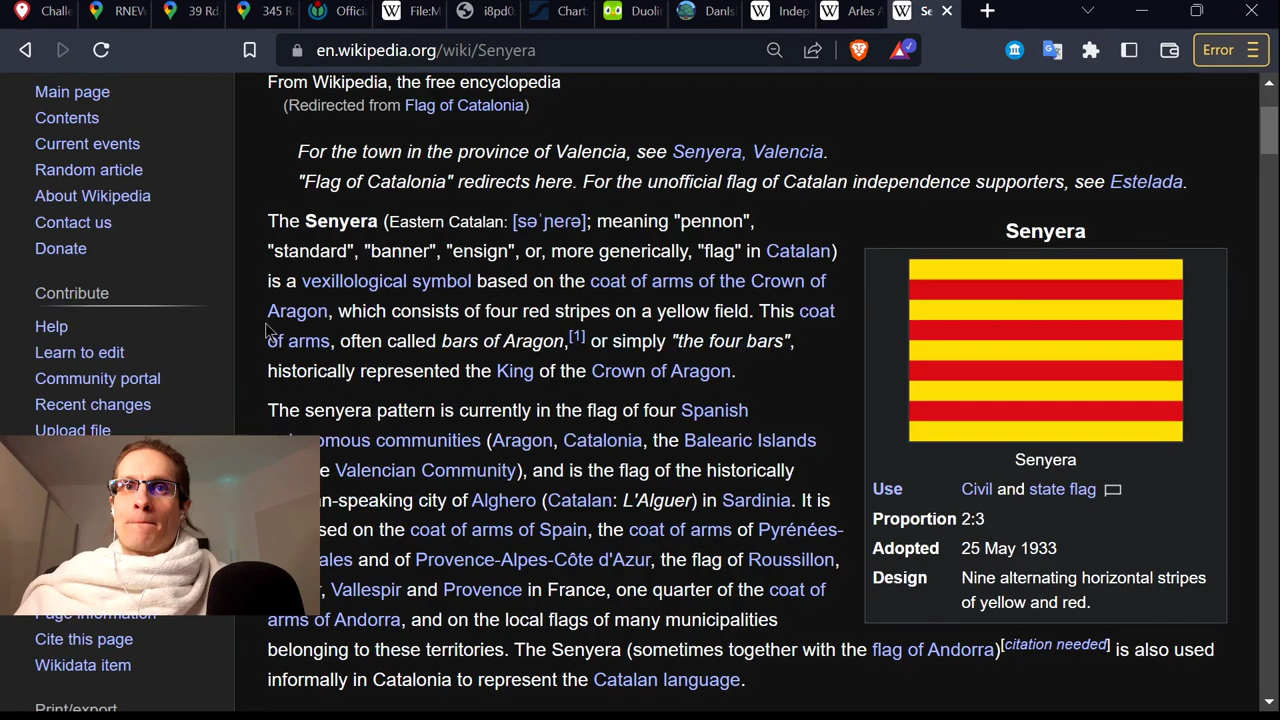 Challe
RNEW
39 Rd
345 R
Officia
File:M
i8pd0
Chart:
Duolin
DanIs
Indep
Arles A
Se
en.wikipedia.org/wiki/Senyera
Error
Main page
Contents
Current events
Random article
About Wikipedia
Contact us
Donate
Contribute
Help
Learn to edit
Community portal
Recent changes
Upload file
Page information
Cite this page
Wikidata item
Print/export
From Wikipedia, the free encyclopedia
(Redirected from Flag of Catalonia)
For the town in the province of Valencia, see Senyera, Valencia.
"Flag of Catalonia" redirects here. For the unofficial flag of Catalan independence supporters, see Estelada.
The Senyera (Eastern Catalan: [səˈɲeɾə]; meaning "pennon",
"standard", "banner", "ensign", or, more generically, "flag" in Catalan)
is a vexillological symbol based on the coat of arms of the Crown of
Aragon, which consists of four red stripes on a yellow field. This coat
of arms, often called bars of Aragon,[1] or simply "the four bars",
historically represented the King of the Crown of Aragon.
The senyera pattern is currently in the flag of four Spanish
nomous communities (Aragon, Catalonia, the Balearic Islands
e Valencian Community), and is the flag of the historically
n-speaking city of Alghero (Catalan: L'Alguer) in Sardinia. It is
sed on the coat of arms of Spain, the coat of arms of Pyrénées-
ales and of Provence-Alpes-Côte d'Azur, the flag of Roussillon,
, Vallespir and Provence in France, one quarter of the coat of
arms of Andorra, and on the local flags of many municipalities
belonging to these territories. The Senyera (sometimes together with the flag of Andorra)[citation needed] is also used
informally in Catalonia to represent the Catalan language.
Senyera
Senyera
Use Civil and state flag
Proportion 2:3
Adopted 25 May 1933
Design Nine alternating horizontal stripes
of yellow and red.